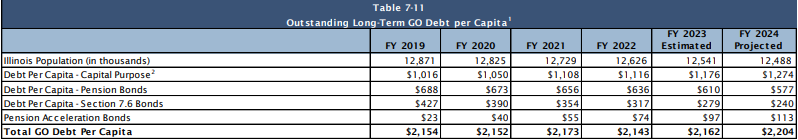 Table 7-11
Outstanding Long-Term GO Debt per Capita1
FY 2019 FY 2020 FY 2021 FY 2022 FY 2023 Estimated FY 2024 Projected
Illinois Population (in thousands) 12,871 12,825 12,729 12,626 12,541 12,488
Debt Per Capita - Capital Purpose2 $1,016 $1,050 $1,108 $1,116 $1,176 $1,274
Debt Per Capita - Pension Bonds $688 $673 $656 $636 $610 $577
Debt Per Capita - Section 7.6 Bonds $427 $390 $354 $317 $279 $240
Pension Acceleration Bonds $23 $40 $55 $74 $97 $113
Total GO Debt Per Capita $2,154 $2,152 $2,173 $2,143 $2,162 $2,204